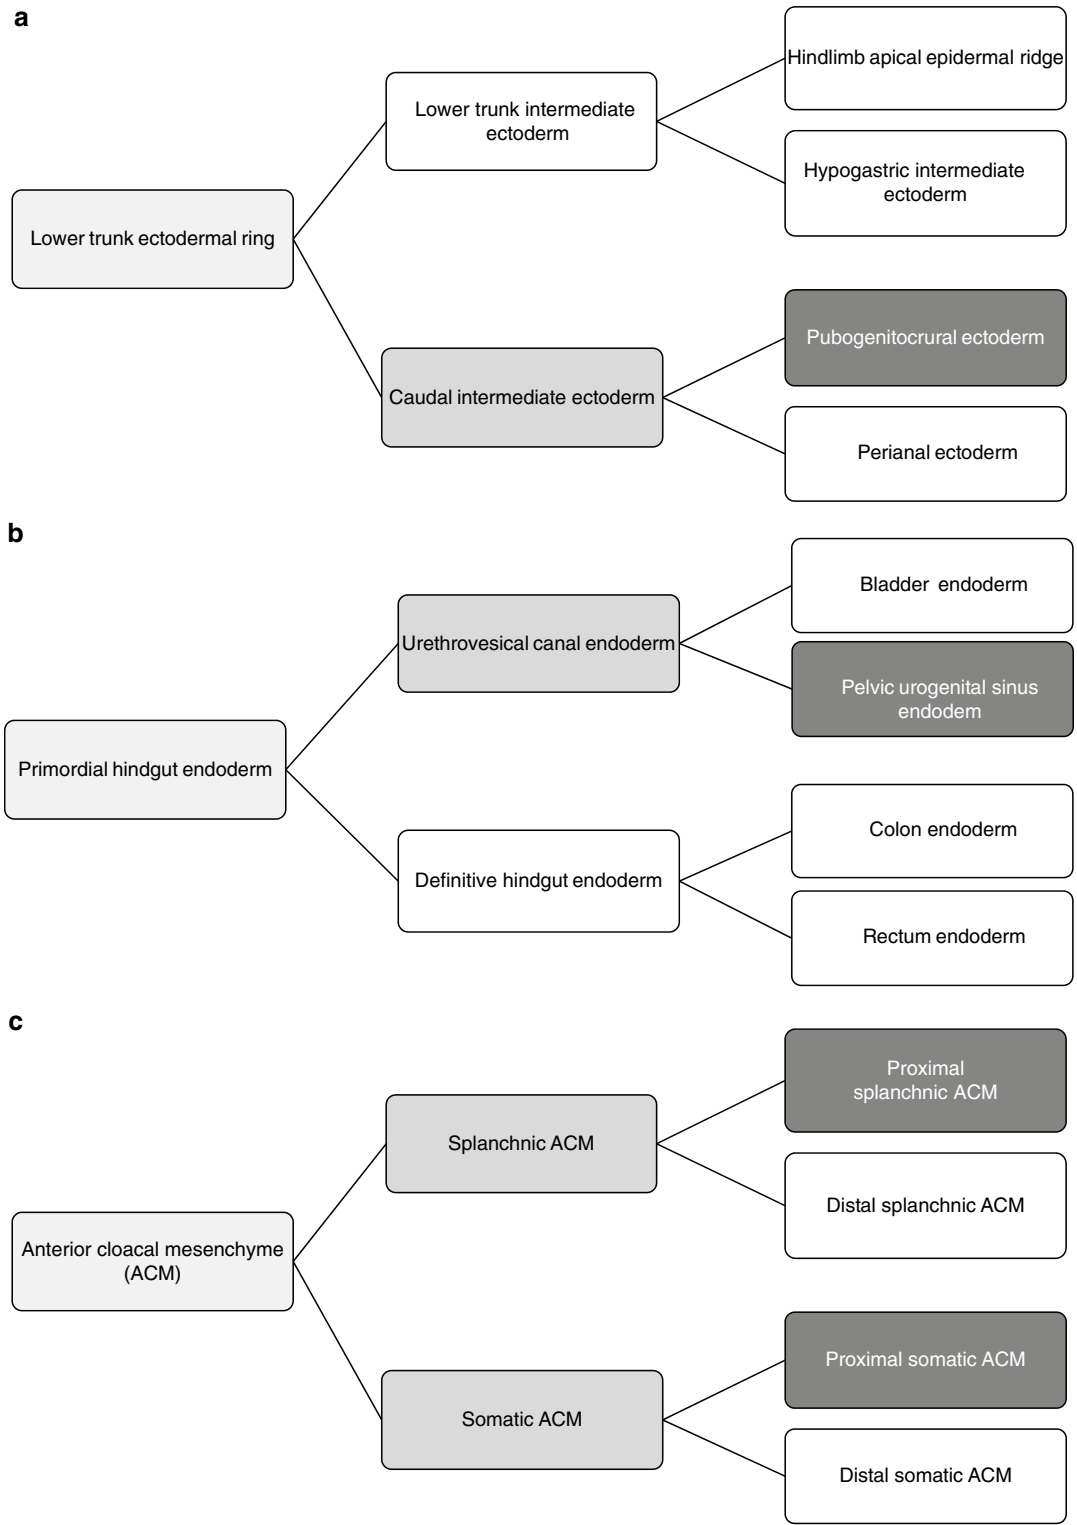 a
Hindlimb apical epidermal ridge
Lower trunk intermediate
ectoderm
Hypogastric intermediate
ectoderm
Lower trunk ectodermal ring
Pubogenitocrural ectoderm
Caudal intermediate ectoderm
Perianal ectoderm
b
Bladder endoderm
Urethrovesical canal endoderm
Pelvic urogenital sinus
endodem
Primordial hindgut endoderm
Colon endoderm
Definitive hindgut endoderm
Rectum endoderm
c
Proximal
splanchnic ACM
Splanchnic ACM
Distal splanchnic ACM
Anterior cloacal mesenchyme
(ACM)
Proximal somatic ACM
Somatic ACM
Distal somatic ACM